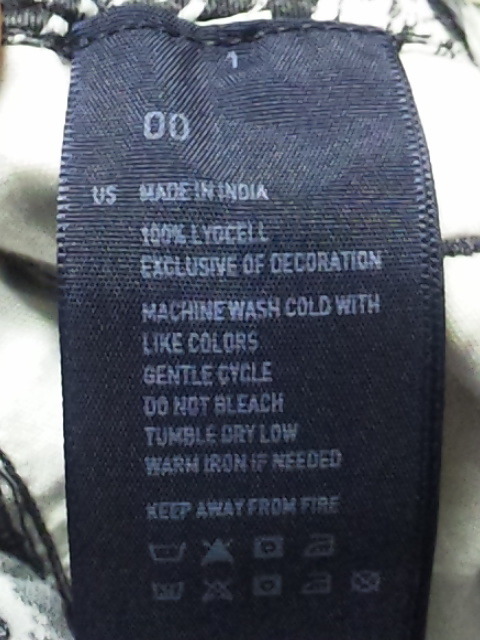 1
00
US MADE IN INDIA
100% LYOCELL
EXCLUSIVE OF DECORATION
MACHINE WASH COLD WITH
LIKE COLORS
GENTLE CYCLE
DO NOT BLEACH
TUMBLE DRY LOW
WARM IRON IF NEEDED
KEEP AWAY FROM FIRE